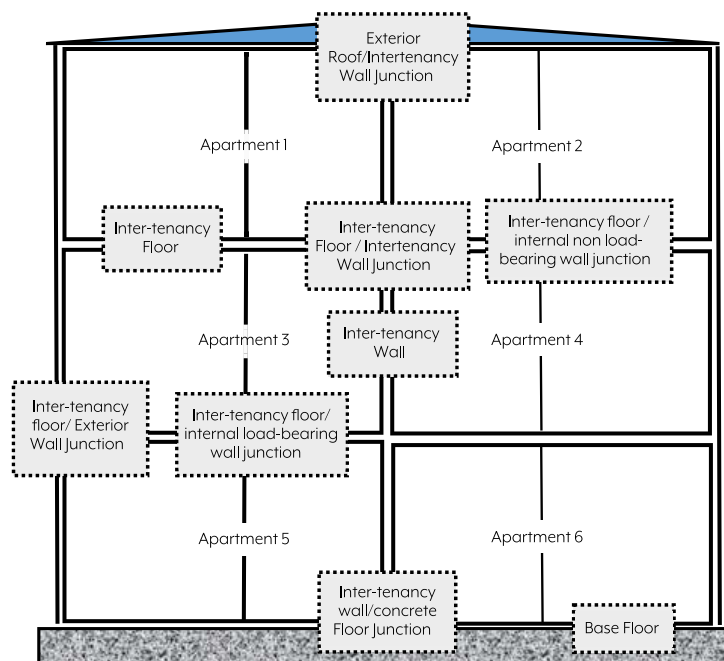 Exterior
Roof/Intertenancy
Wall Junction
Apartment 1
Apartment 2
Inter-tenancy
Floor
Inter-tenancy
Floor / Intertenancy
Wall Junction
Inter-tenancy floor /
internal non load-
bearing wall junction
Apartment 3
Inter-tenancy
Wall
Apartment 4
Inter-tenancy
floor/ Exterior
Wall Junction
Inter-tenancy floor/
internal load-bearing
wall junction
Apartment 5
Apartment 6
Inter-tenancy
wall/concrete
Floor Junction
Base Floor